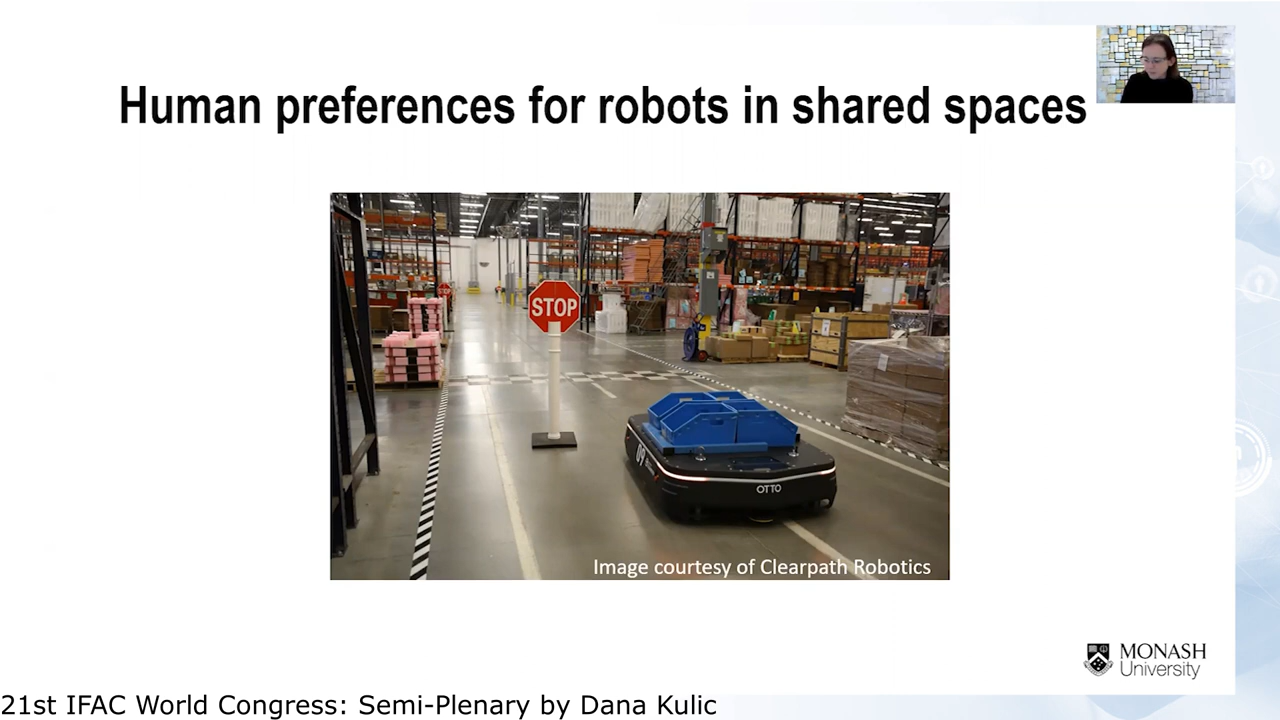 Human preferences for robots in shared spaces
STOP
09
OTTO
Image courtesy of Clearpath Robotics
MONASH
University
21st IFAC World Congress: Semi-Plenary by Dana Kulic